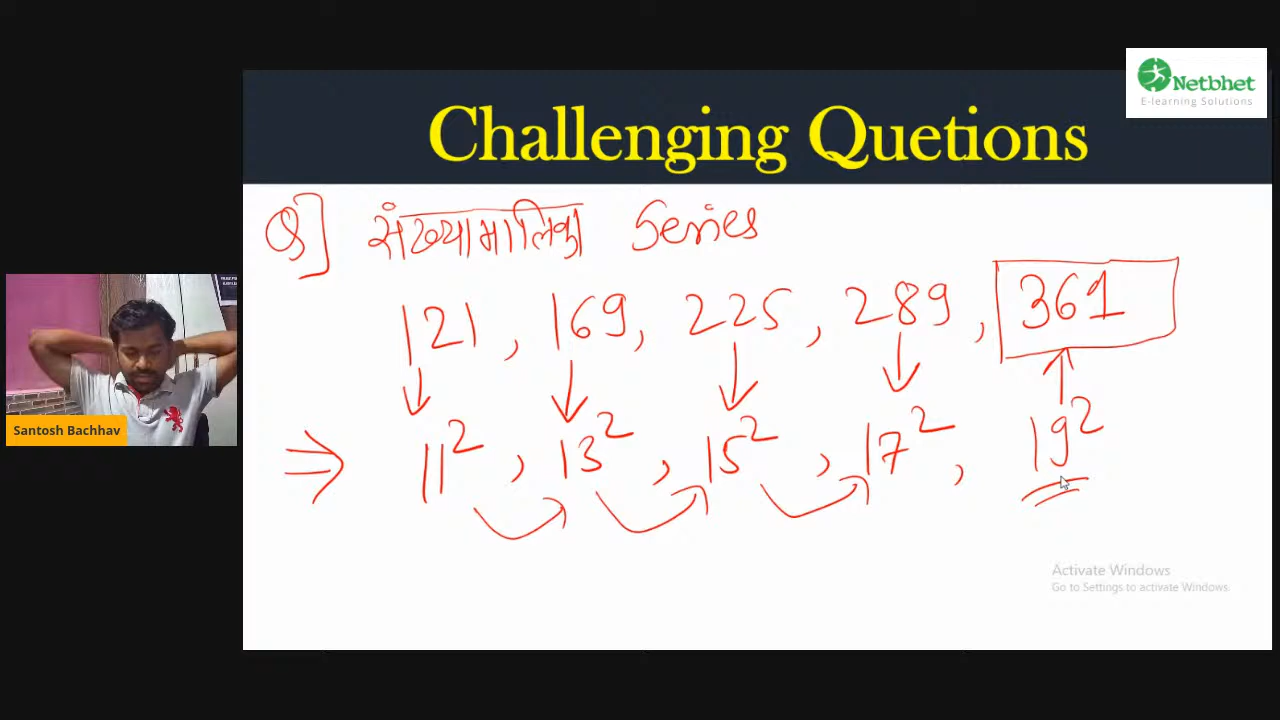 Netbhet
E-learning Solutions
Challenging Quetions
Q] संख्यामालिका Series
121, 169, 225, 289, 361
⇒ 11², 13², 15², 17², 19²
Santosh Bachhav
Activate Windows
Go to Settings to activate Windows.